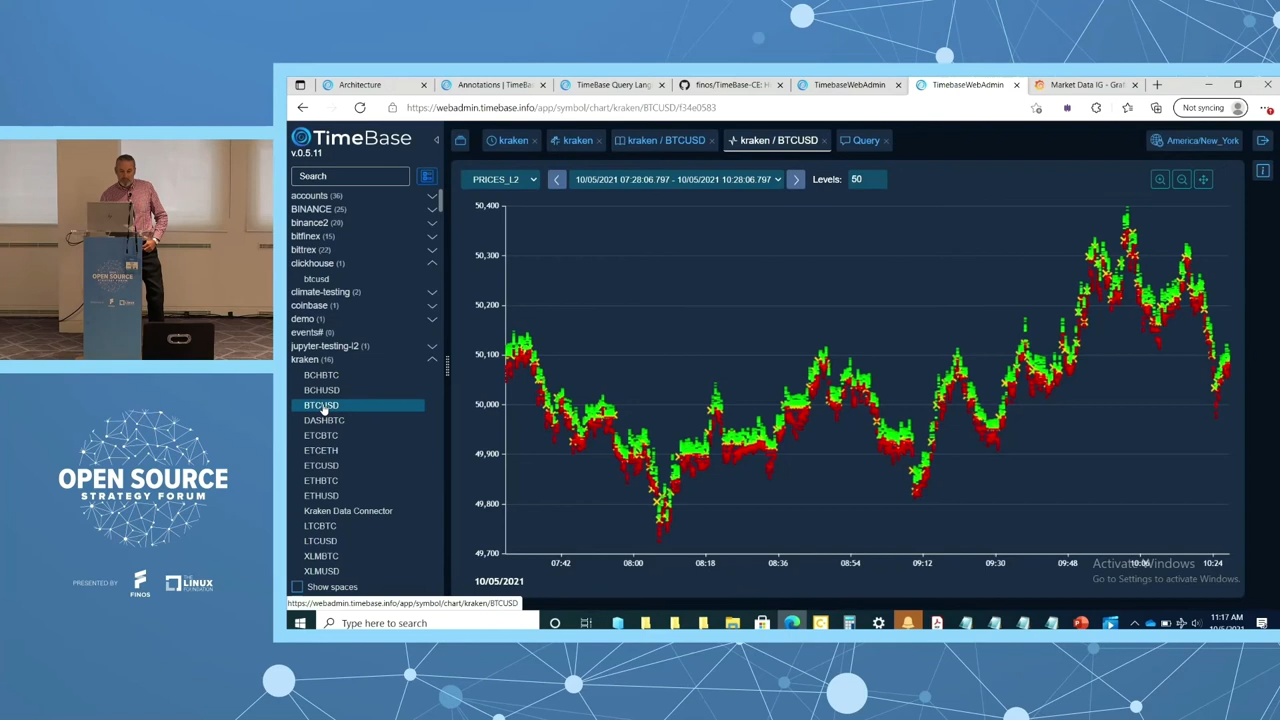 Architecture
Annotations | TimeBa
TimeBase Query Lang
finos/TimeBase-CE: H
TimebaseWebAdmin
TimebaseWebAdmin
Market Data IG - Graf
https://webadmin.timebase.info/app/symbol/chart/kraken/BTCUSD/f34e0583
Not syncing
TimeBase
v.0.5.11
kraken
kraken
kraken / BTCUSD
kraken / BTCUSD
Query
America/New_York
Search
PRICES_L2
10/05/2021 07:28:06.797 - 10/05/2021 10:28:06.797
Levels:
50
accounts (36)
BINANCE (25)
binance2 (20)
bitfinex (15)
bittrex (22)
clickhouse (1)
btcusd
climate-testing (2)
coinbase (1)
demo (1)
events# (0)
jupyter-testing-l2 (1)
kraken (16)
BCHBTC
BCHUSD
BTCUSD
DASHBTC
ETCBTC
ETCETH
ETCUSD
ETHBTC
ETHUSD
Kraken Data Connector
LTCBTC
LTCUSD
XLMBTC
XLMUSD
Show spaces
50,400
50,300
50,200
50,100
50,000
49,900
49,800
49,700
07:42
08:00
08:18
08:36
08:54
09:12
09:30
09:48
10:06
10:24
10/05/2021
Activate Windows
Go to Settings to activate Windows.
https://webadmin.timebase.info/app/symbol/chart/kraken/BTCUSD
Type here to search
11:17 AM
OPEN SOURCE
STRATEGY FORUM
OPEN SOURCE
STRATEGY FORUM
PRESENTED BY
FINOS
THE
LINUX
FOUNDATION